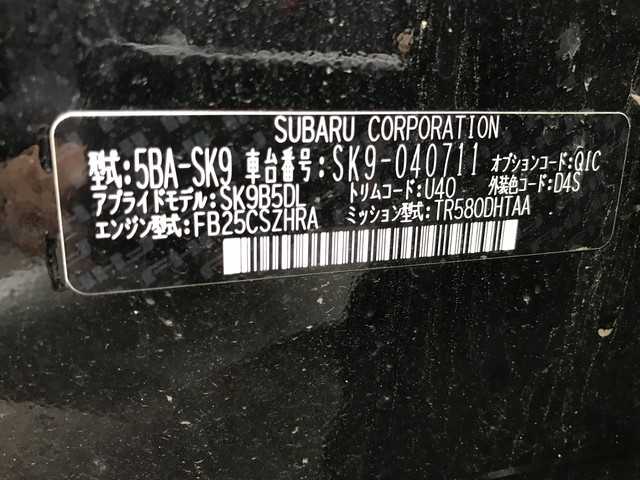 SUBARU CORPORATION
型式:5BA-SK9 車台番号:SK9-040711 オプションコード:QIC
アプライドモデル:SK9B5DL トリムコード:U40 外装色コード:D4S
エンジン型式:FB25CSZHRA ミッション型式:TR580DHTAA